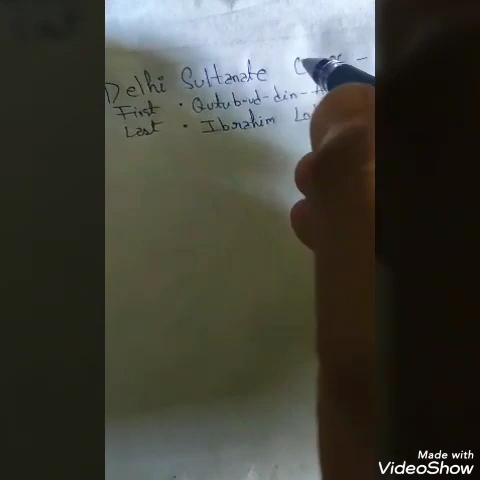 Delhi Sultanate
First • Qutub-ud-din-
Last • Ibrahim
Made with
VideoShow